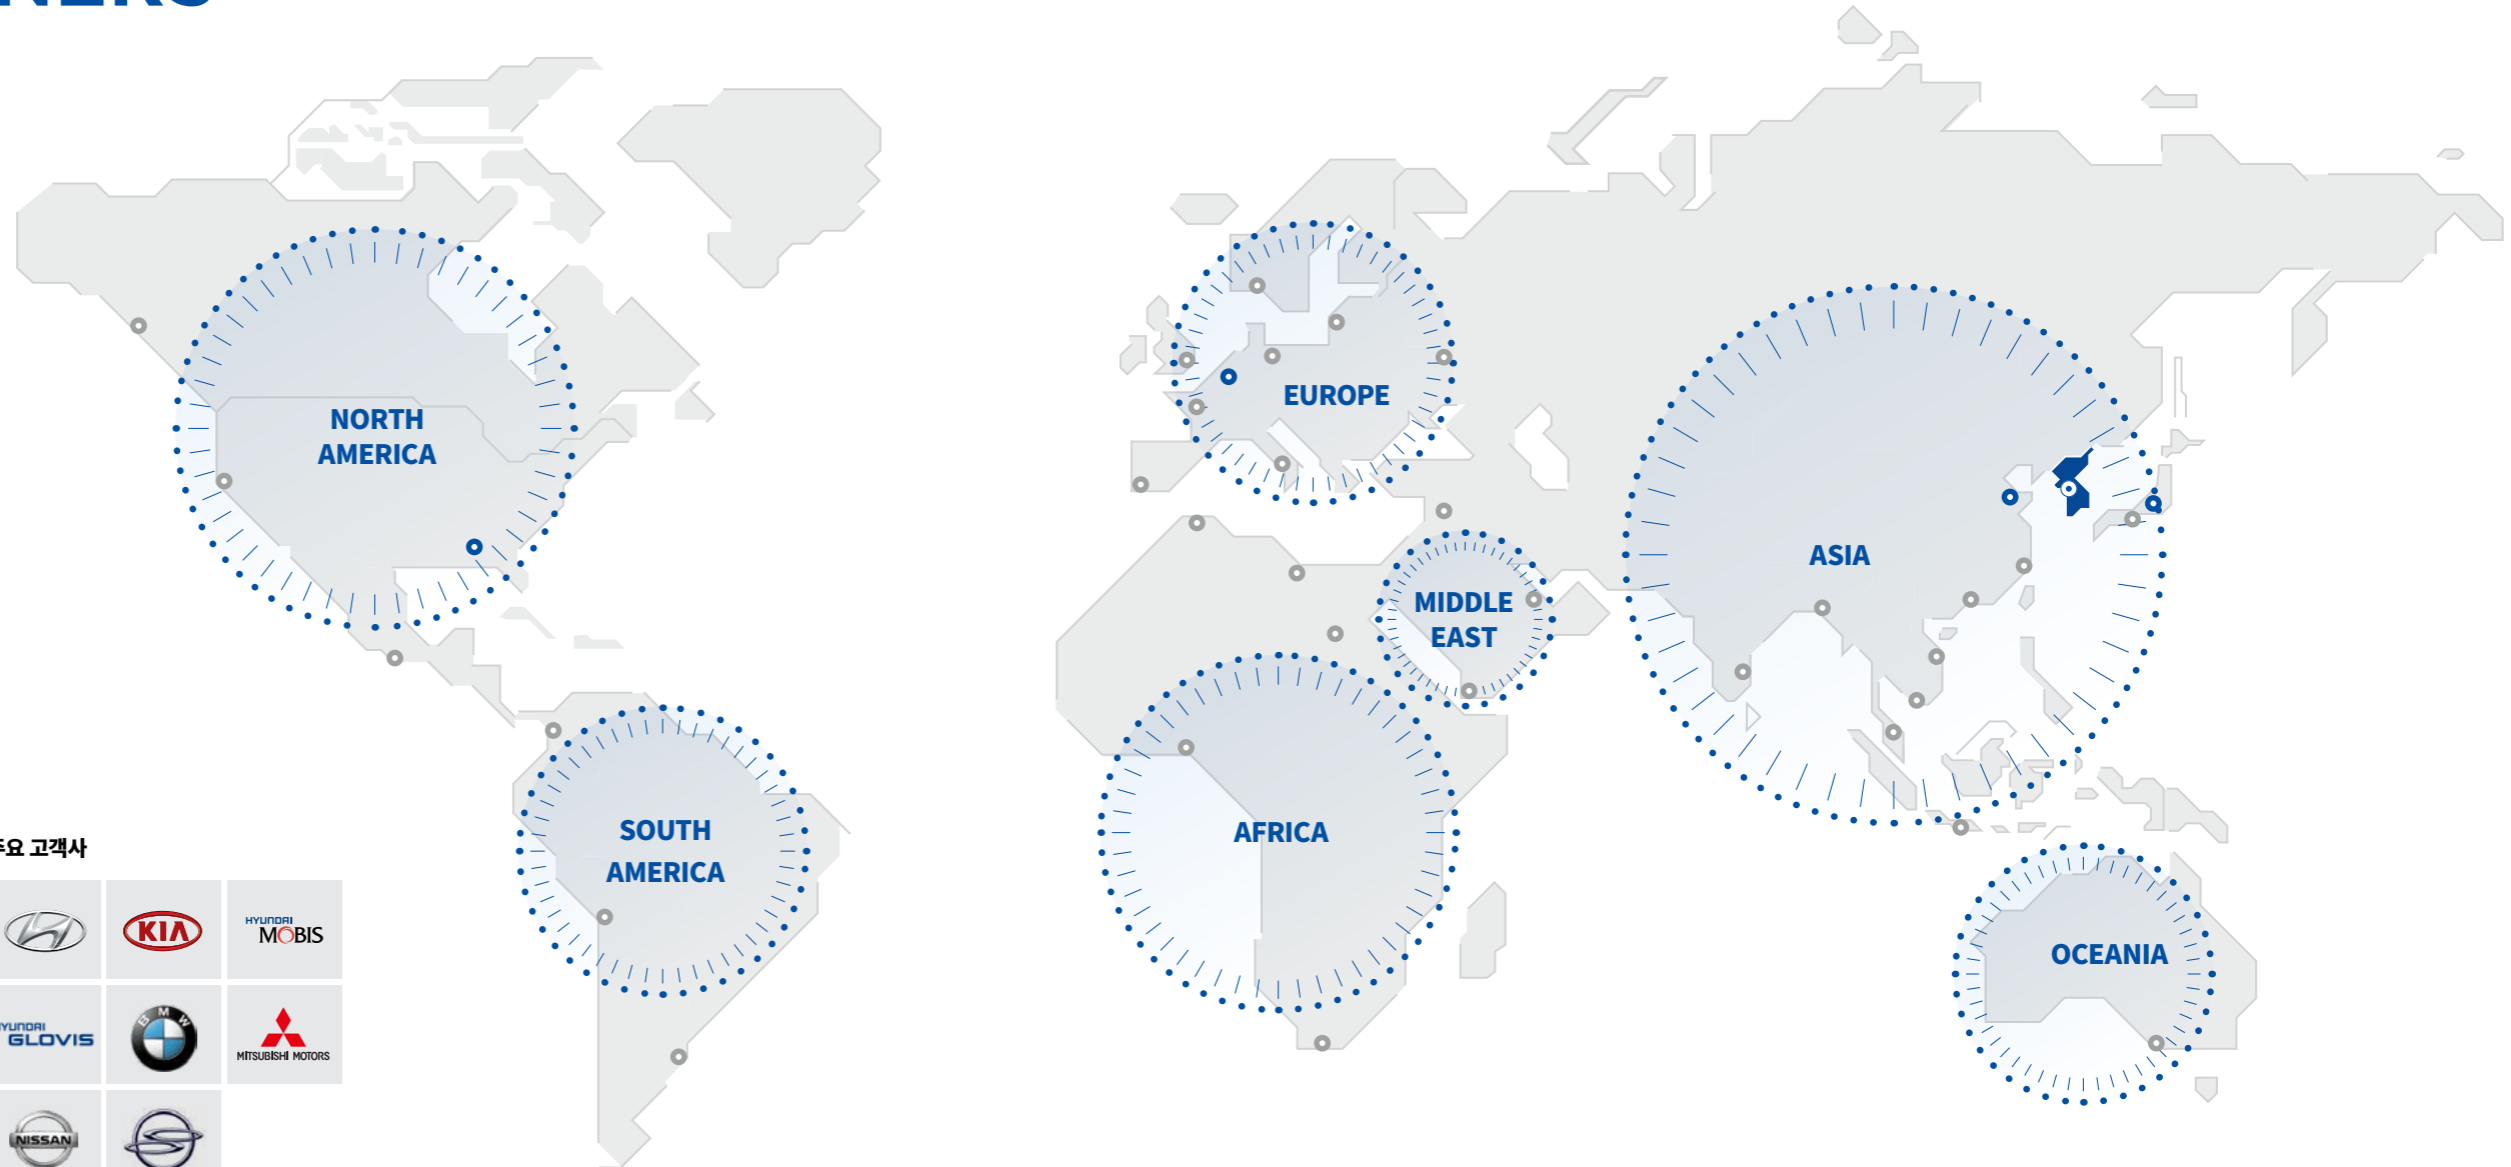 NORTH
AMERICA
EUROPE
ASIA
MIDDLE
EAST
SOUTH
AMERICA
AFRICA
OCEANIA
고객사
KIA
HYUNDAI
MOBIS
GLOVIS
BMW
MITSUBISHI MOTORS
NISSAN